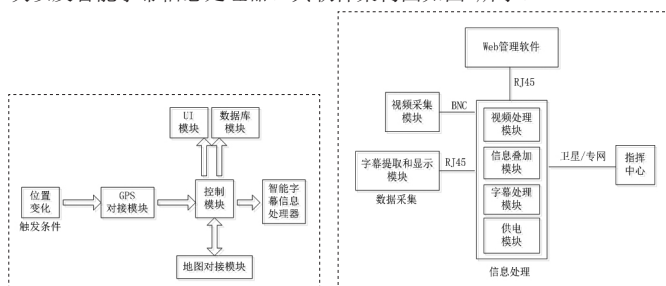 Web管理软件
RJ45
视频采集
模块
BNC
视频处理
模块
字幕提取和显示
模块
RJ45
数据采集
信息叠加
模块
字幕处理
模块
供电
模块
信息处理
卫星/专网
指挥
中心
UI
模块
数据库
模块
位置
变化
触发条件
GPS
对接模块
控制
模块
智能字
幕信息
处理器
地图对接模块